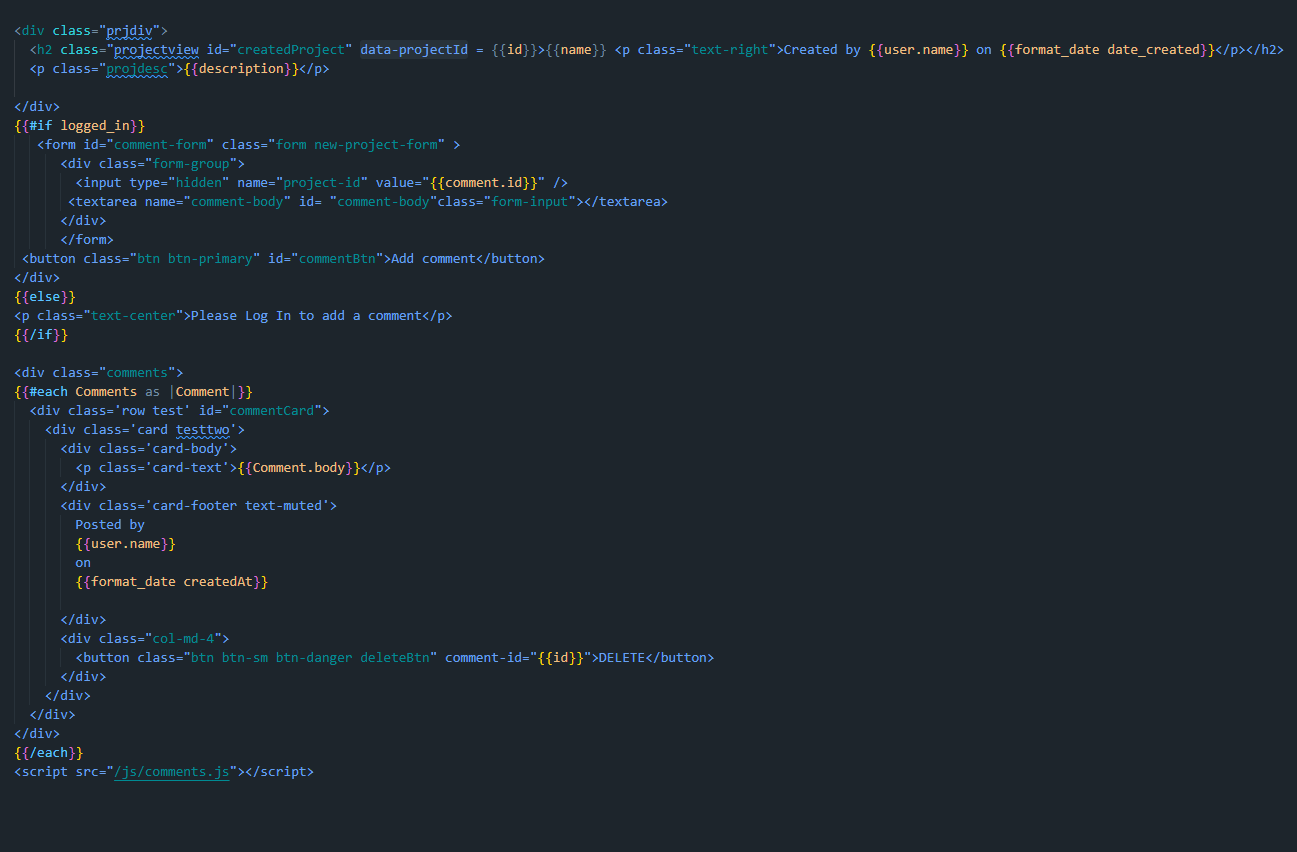 <div class="prjdiv">
<h2 class="projectview id="createdProject" data-projectId = {{id}}>{{name}} <p class="text-right">Created by {{user.name}} on {{format_date date_created}}</p></h2>
<p class="projdesc">{{description}}</p>
</div>
{{#if logged_in}}
<form id="comment-form" class="form new-project-form" >
<div class="form-group">
<input type="hidden" name="project-id" value="{{comment.id}}" />
<textarea name="comment-body" id= "comment-body"class="form-input"></textarea>
</div>
</form>
<button class="btn btn-primary" id="commentBtn">Add comment</button>
</div>
{{else}}
<p class="text-center">Please Log In to add a comment</p>
{{/if}}
<div class="comments">
{{#each Comments as |Comment|}}
<div class='row test' id="commentCard">
<div class='card testtwo'>
<div class='card-body'>
<p class='card-text'>{{Comment.body}}</p>
</div>
<div class='card-footer text-muted'>
Posted by
{{user.name}}
on
{{format_date createdAt}}
</div>
<div class="col-md-4">
<button class="btn btn-sm btn-danger deleteBtn" comment-id="{{id}}">DELETE</button>
</div>
</div>
</div>
</div>
{{/each}}
<script src="/js/comments.js"></script>